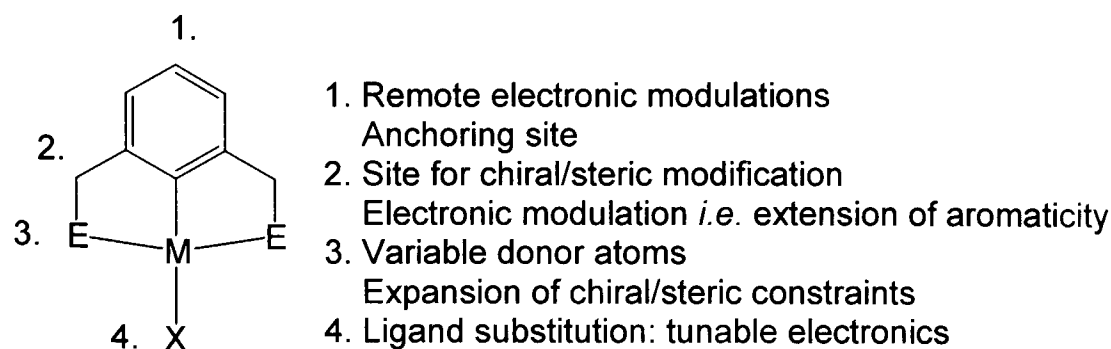 1.
2.
3. E M E
4. X
1. Remote electronic modulations
Anchoring site
2. Site for chiral/steric modification
Electronic modulation i.e. extension of aromaticity
3. Variable donor atoms
Expansion of chiral/steric constraints
4. Ligand substitution: tunable electronics